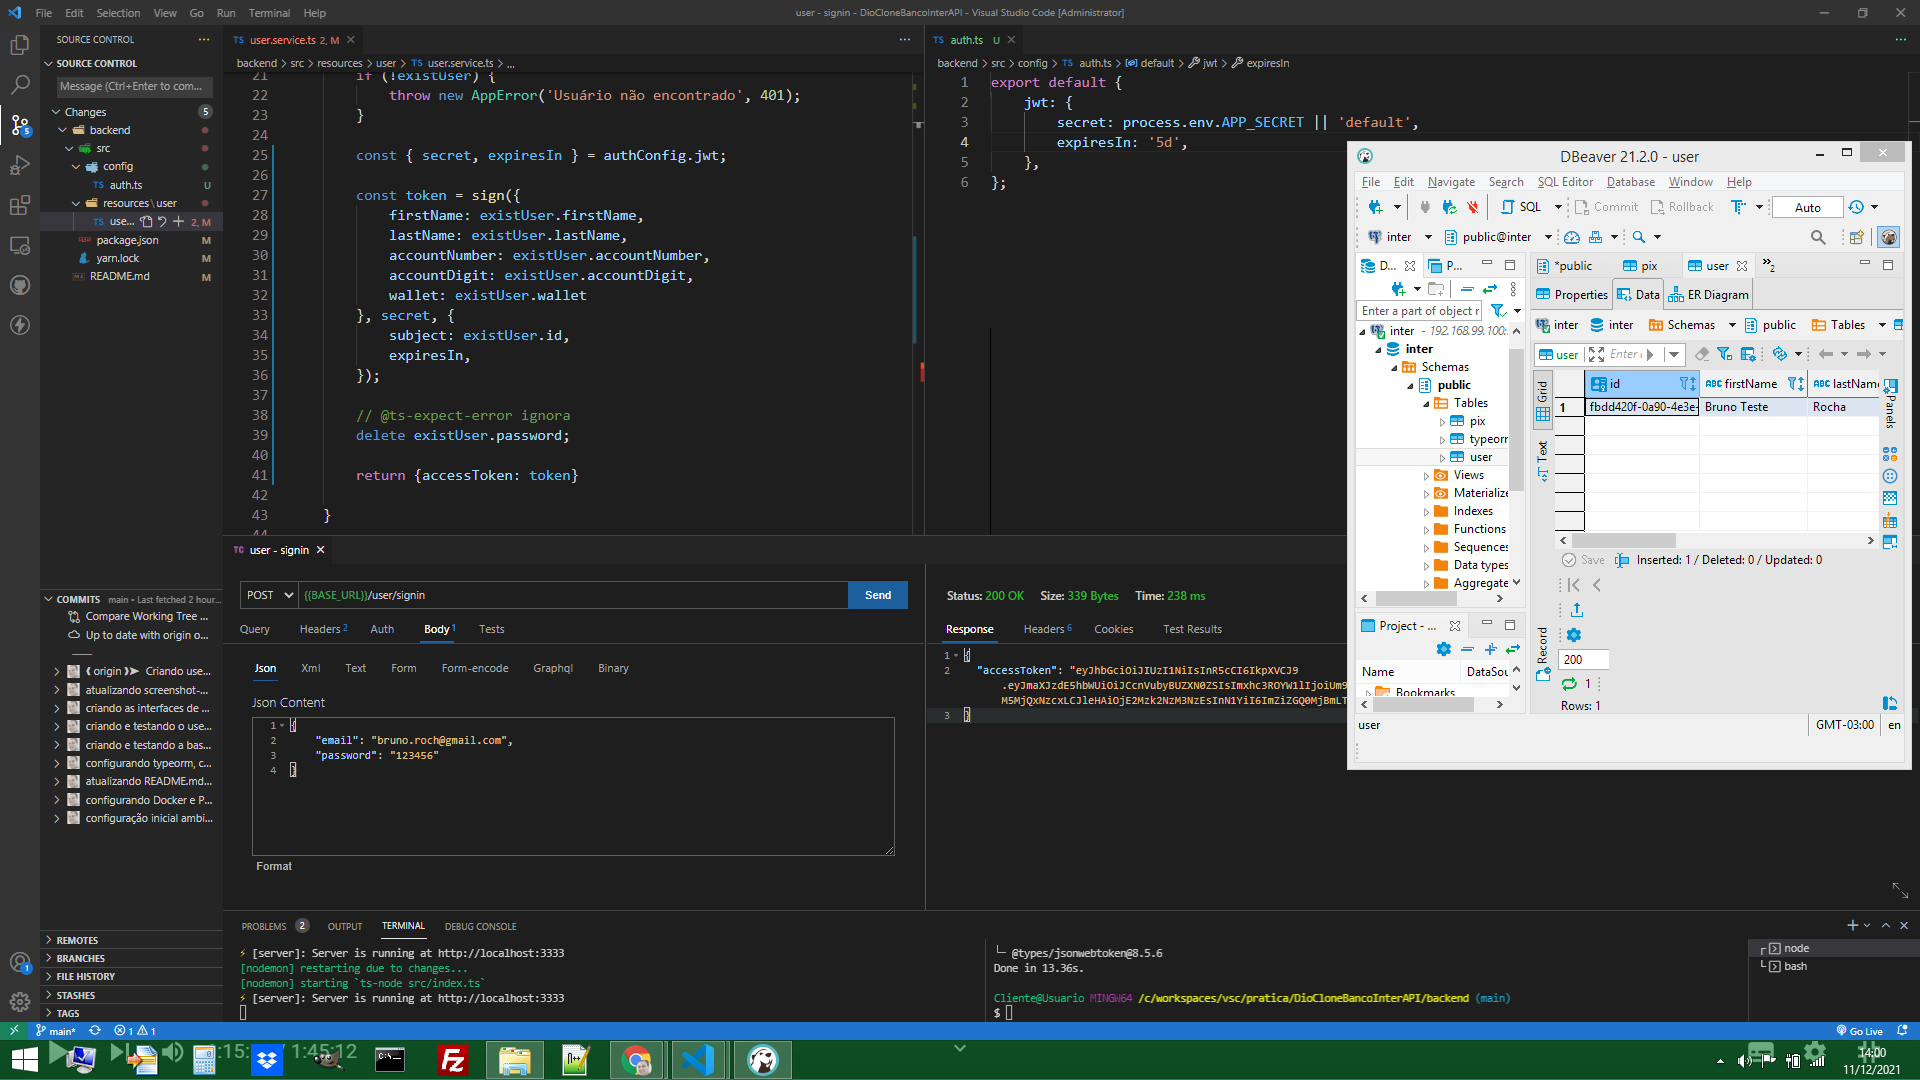 File Edit Selection View Go Run Terminal Help
user - signin - DioCloneBancoInterAPI - Visual Studio Code [Administrator]
SOURCE CONTROL
SOURCE CONTROL
Message (Ctrl+Enter to com...
Changes 5
backend
src
config
auth.ts U
resources\user
use... 2, M
package.json M
yarn.lock M
README.md M
COMMITS main • Last fetched 2 hour...
Compare Working Tree ...
Up to date with origin o...
origin Criando use...
atualizando screenshot-...
criando as interfaces de ...
criando e testando o use...
criando e testando a bas...
configurando typeorm, c...
atualizando README.md...
configurando Docker e P...
configuração inicial ambi...
REMOTES
BRANCHES
FILE HISTORY
STASHES
TAGS
TS user.service.ts 2, M
backend > src > resources > user > TS user.service.ts > ...
21 if (!existUser) {
22 throw new AppError('Usuário não encontrado', 401);
23 }
24
25 const { secret, expiresIn } = authConfig.jwt;
26
27 const token = sign({
28 firstName: existUser.firstName,
29 lastName: existUser.lastName,
30 accountNumber: existUser.accountNumber,
31 accountDigit: existUser.accountDigit,
32 wallet: existUser.wallet
33 }, secret, {
34 subject: existUser.id,
35 expiresIn,
36 });
37
38 // @ts-expect-error ignora
39 delete existUser.password;
40
41 return {accessToken: token}
42
43 }
44
TS auth.ts U
backend > src > config > TS auth.ts > default > jwt > expiresIn
1 export default {
2 jwt: {
3 secret: process.env.APP_SECRET || 'default',
4 expiresIn: '5d',
5 },
6 };
TC user - signin
POST {{BASE_URL}}/user/signin Send
Query Headers 2 Auth Body 1 Tests
Json Xml Text Form Form-encode Graphql Binary
Json Content
1 {
2 "email": "bruno.roch@gmail.com",
3 "password": "123456"
4 }
Format
Status: 200 OK Size: 339 Bytes Time: 238 ms
Response Headers 6 Cookies Test Results
1 {
2 "accessToken": "eyJhbGciOiJIUzI1NiIsInR5cCI6IkpXVCJ9
3 }
DBeaver 21.2.0 - user
File Edit Navigate Search SQL Editor Database Window Help
SQL Commit Rollback Auto
inter public@inter
D... P...
Enter a part of object r
inter - 192.168.99.100:
inter
Schemas
public
Tables
pix
typeorr
user
Views
Materialize
Indexes
Functions
Sequences
Data types
Aggregate
Project - ...
Name DataSou
Bookmarks
*public pix user »2
Properties Data ER Diagram
inter inter Schemas public Tables
user Enter
Grid Text Record Panels
id ABC firstName ABC lastName
1 fbdd420f-0a90-4e3e- Bruno Teste Rocha
Save Inserted: 1 / Deleted: 0 / Updated: 0
200
1
Rows: 1
user GMT-03:00 en
PROBLEMS 2 OUTPUT TERMINAL DEBUG CONSOLE
[server]: Server is running at http://localhost:3333
[nodemon] restarting due to changes...
[nodemon] starting `ts-node src/index.ts`
[server]: Server is running at http://localhost:3333
└─ @types/jsonwebtoken@8.5.6
Done in 13.36s.
Cliente@Usuario MINGW64 /c/workspaces/vsc/pratica/DioCloneBancoInterAPI/backend (main)
$
node
bash
main* 1 1 Go Live
1:45:12
14:00
11/12/2021